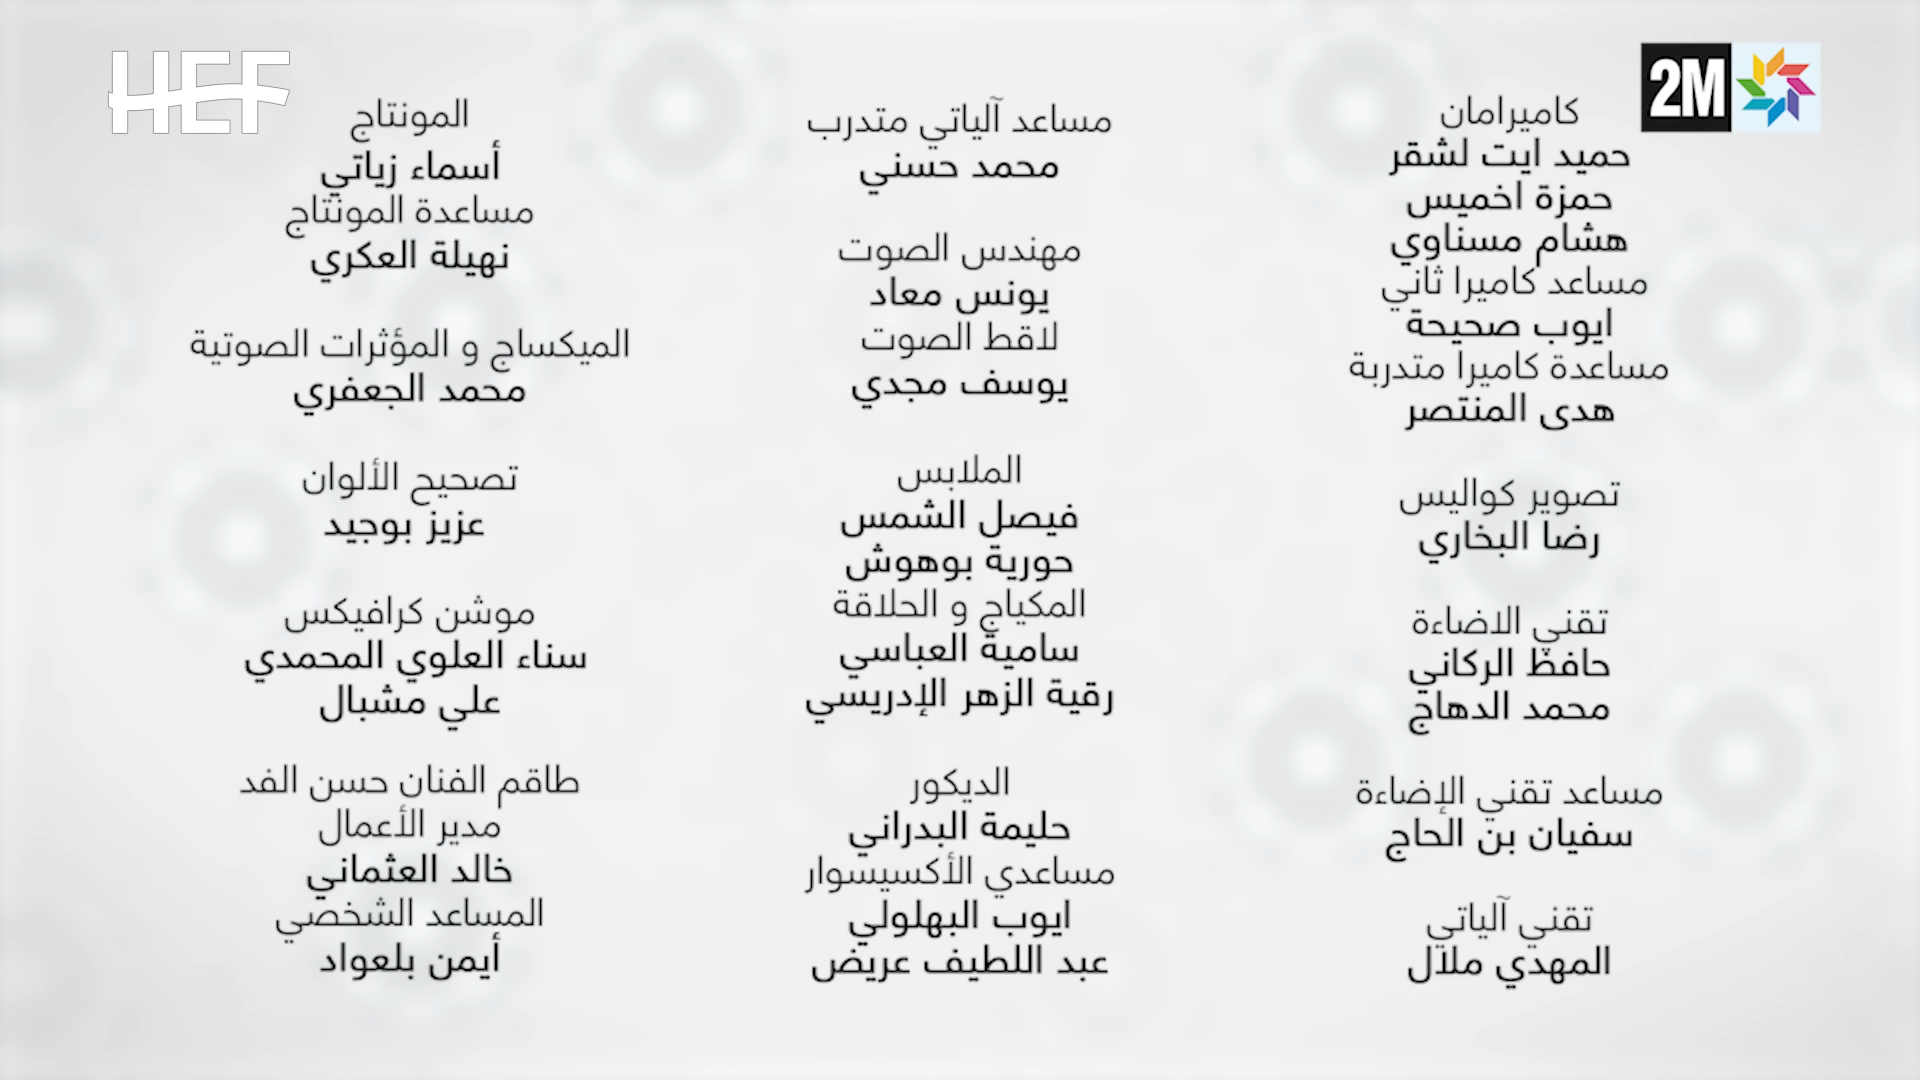 HEF
2M
كاميرامان
حميد ايت لشقر
حمزة اخميس
هشام مسناوي
مساعد كاميرا ثاني
ايوب صحيحة
مساعدة كاميرا متدربة
هدى المنتصر
تصوير كواليس
رضا البخاري
تقني الاضاءة
حافظ الركاني
محمد الدهاج
مساعد تقني الإضاءة
سفيان بن الحاج
تقني آلياتي
المهدي ملال
مساعد آلياتي متدرب
محمد حسني
مهندس الصوت
يونس معاد
لاقط الصوت
يوسف مجدي
الملابس
فيصل الشمس
حورية بوهوش
المكياج و الحلاقة
سامية العباسي
رقية الزهر الإدريسي
الديكور
حليمة البدراني
مساعدي الأكسيسوار
ايوب البهلولي
عبد اللطيف عريض
المونتاج
أسماء زياتي
مساعدة المونتاج
نهيلة العكري
الميكساج و المؤثرات الصوتية
محمد الجعفري
تصحيح الألوان
عزيز بوجيد
موشن كرافيكس
سناء العلوي المحمدي
علي مشبال
طاقم الفنان حسن الفد
مدير الأعمال
خالد العثماني
المساعد الشخصي
أيمن بلعواد